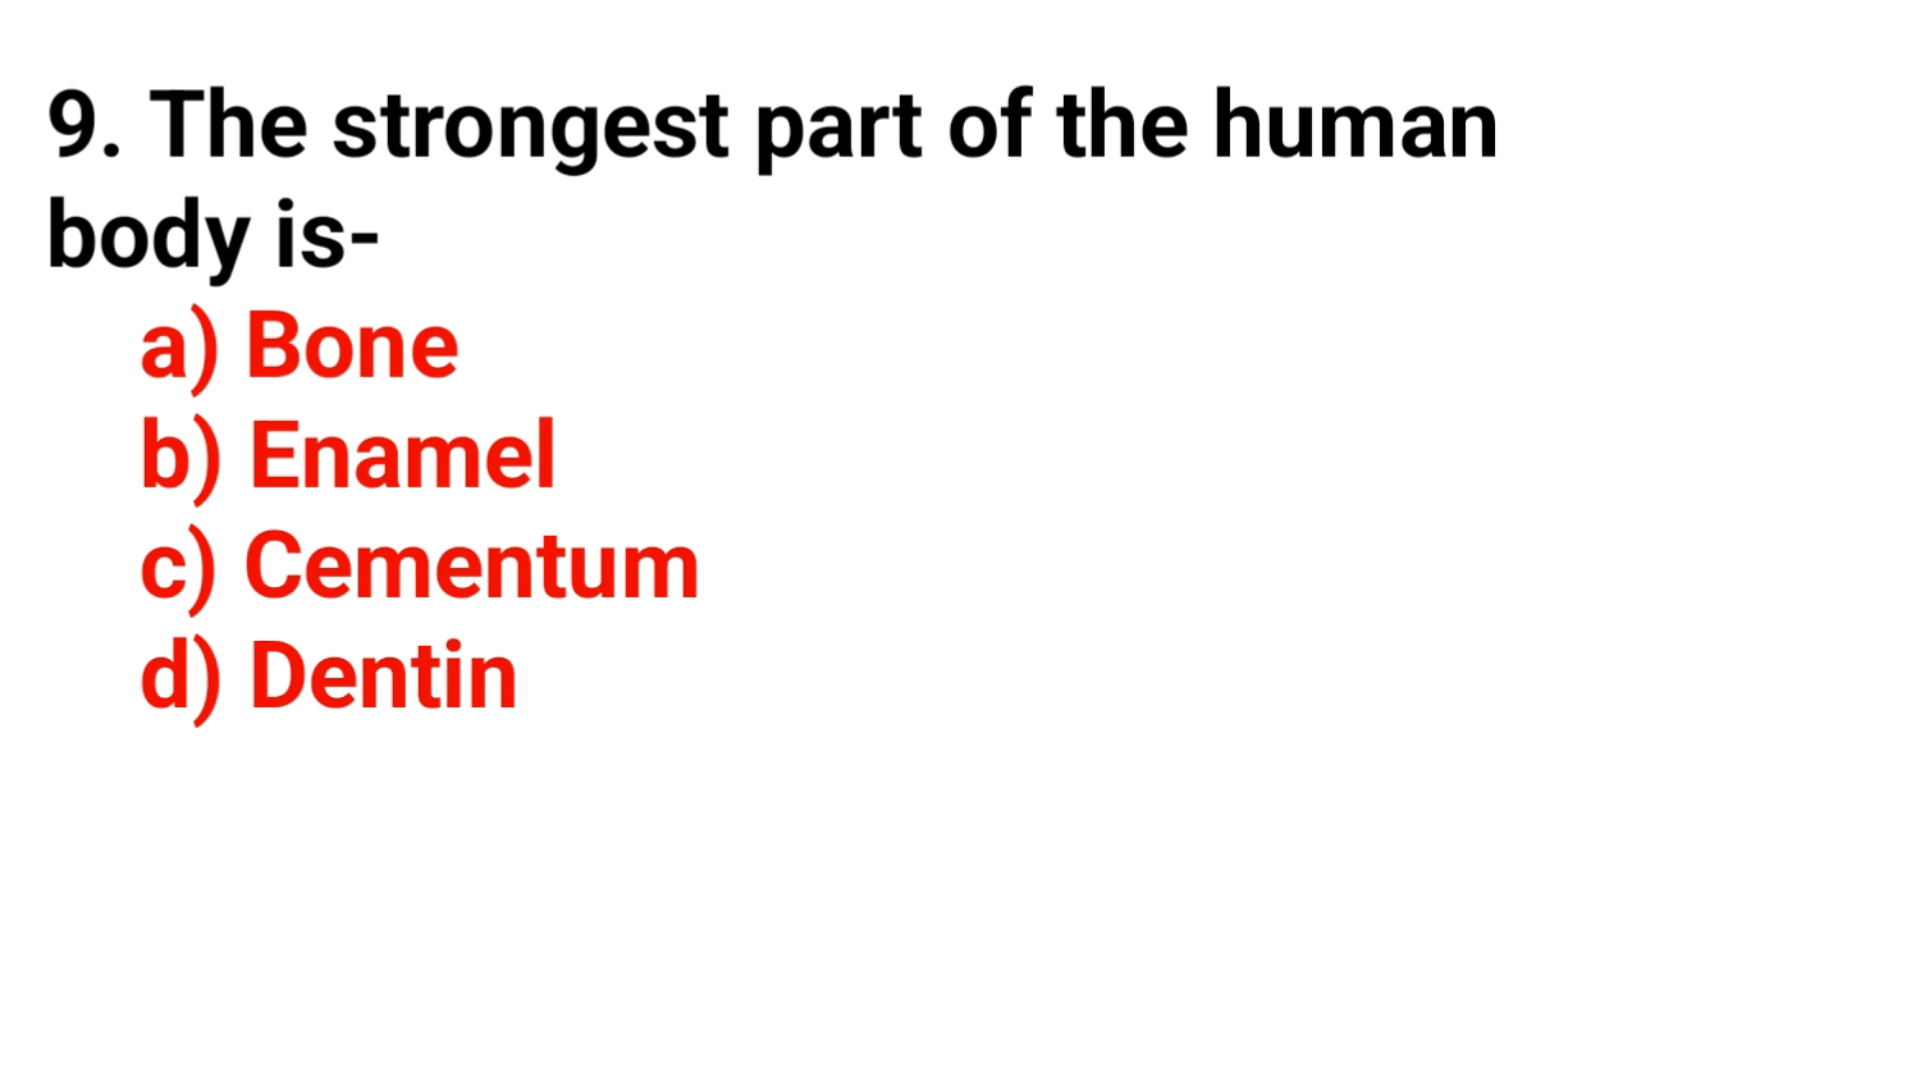 9. The strongest part of the human
body is-
a) Bone
b) Enamel
c) Cementum
d) Dentin